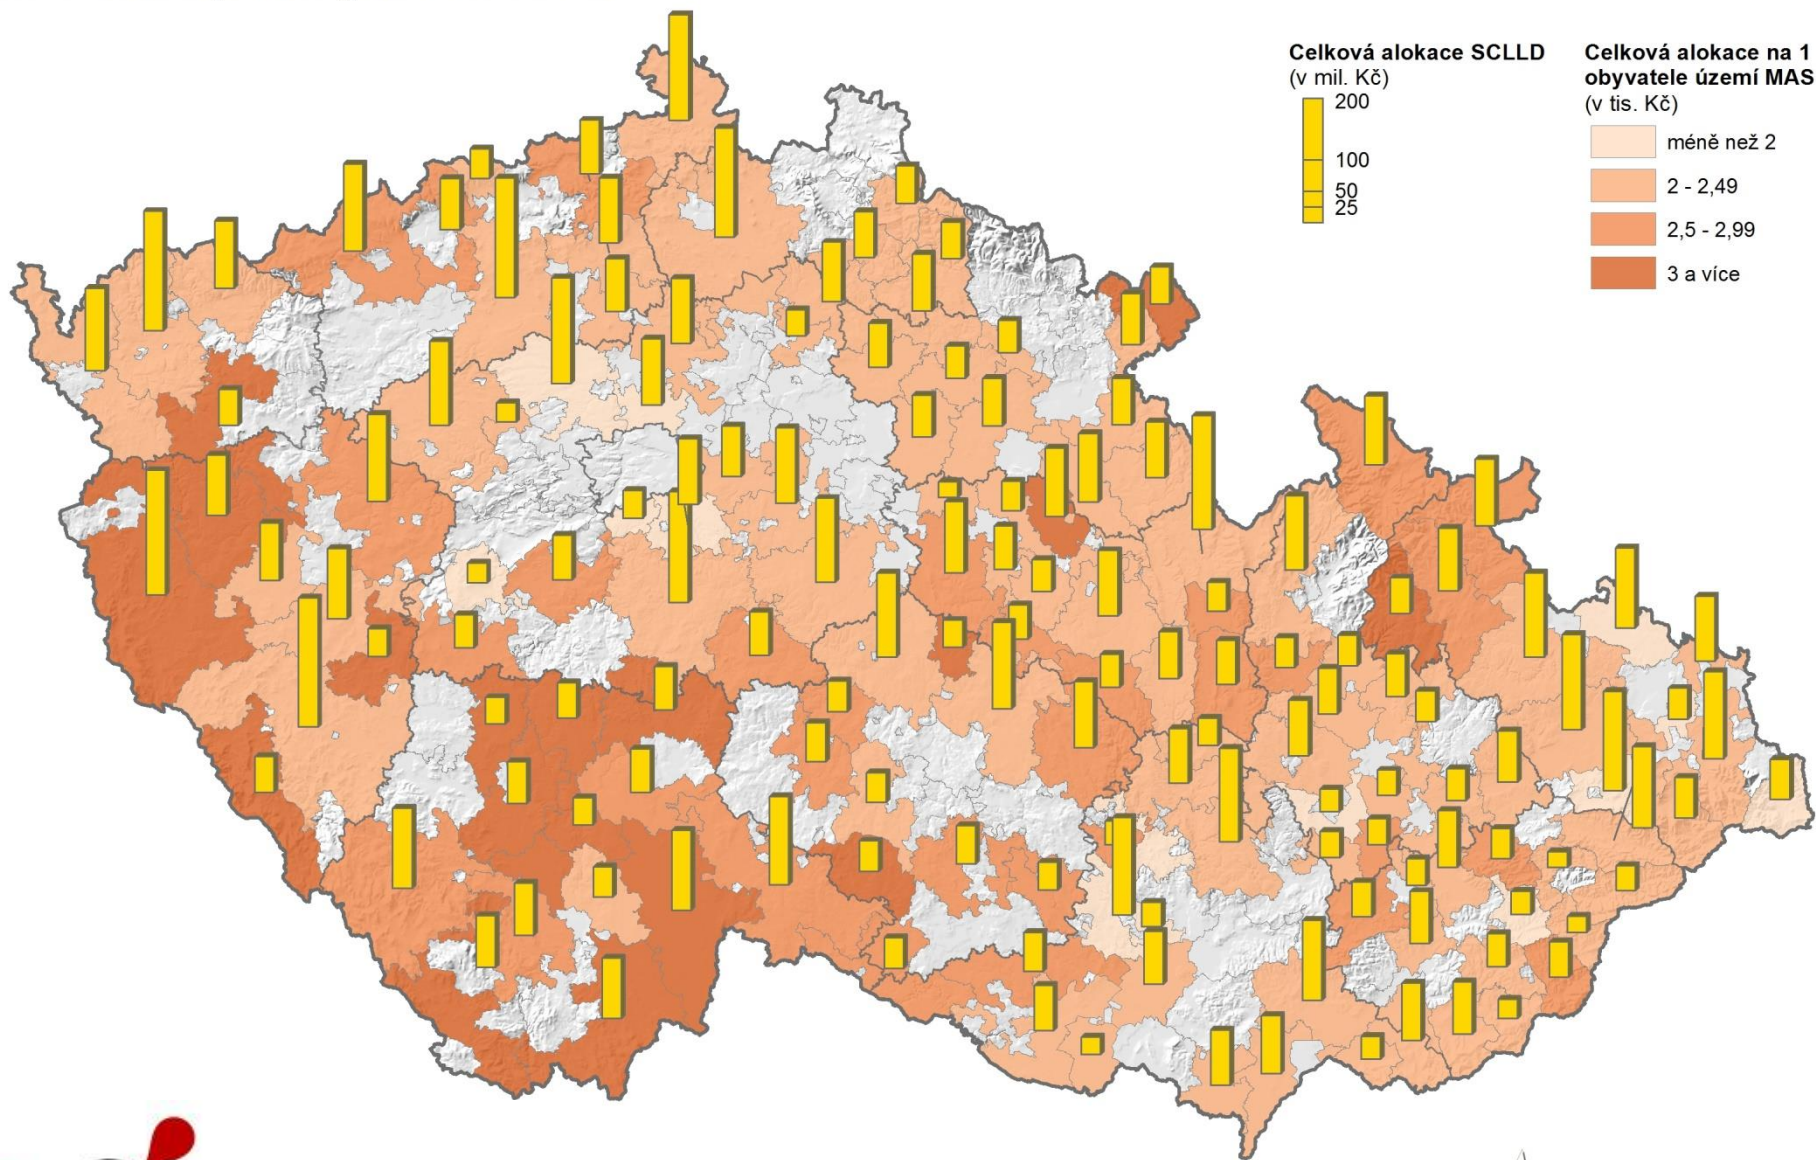 Celková alokace SCLLD
(v mil. Kč)
200
100
50
25
Celková alokace na 1
obyvatele území MAS
(v tis. Kč)
méně než 2
2 - 2,49
2,5 - 2,99
3 a více